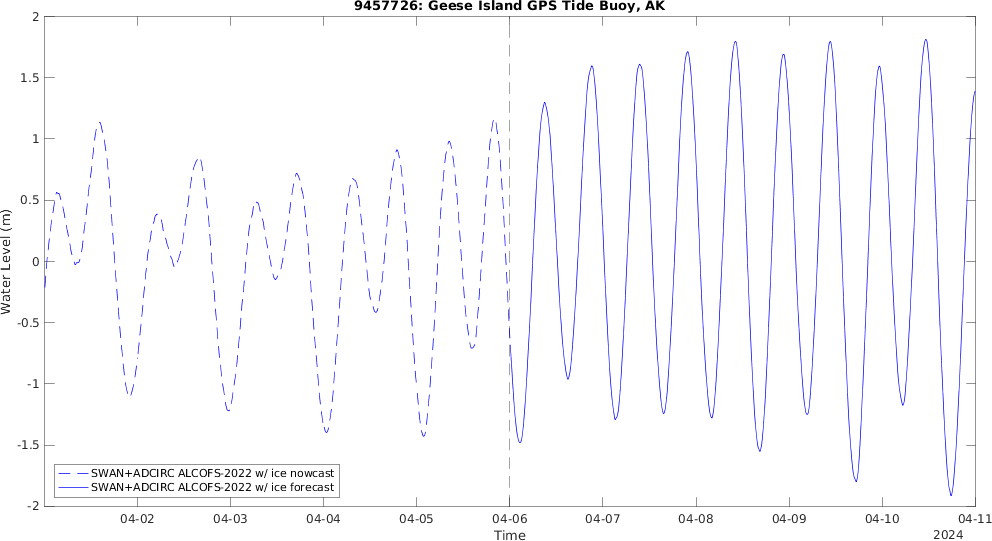 9457726: Geese Island GPS Tide Buoy, AK
Water Level (m)
2
1.5
1
0.5
0
-0.5
-1
-1.5
-2
SWAN+ADCIRC ALCOFS-2022 w/ ice nowcast
SWAN+ADCIRC ALCOFS-2022 w/ ice forecast
04-02 04-03 04-04 04-05 04-06 04-07 04-08 04-09 04-10 04-11
Time
2024